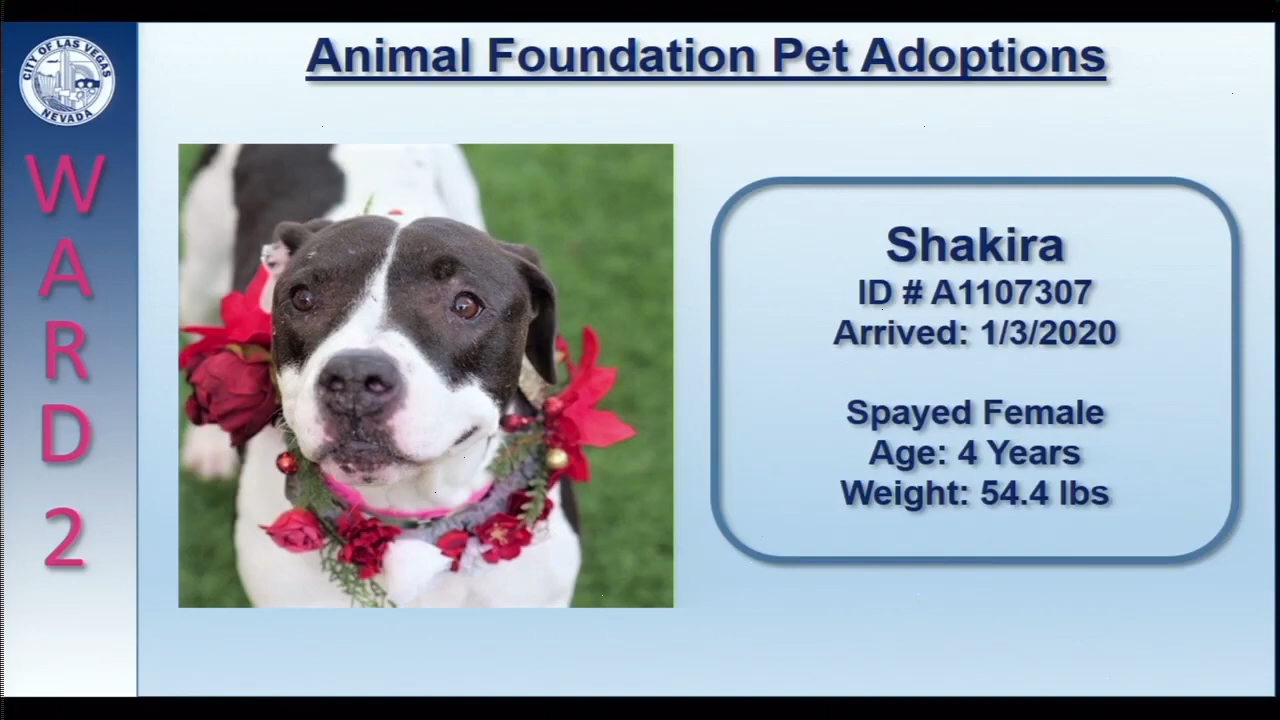 Animal Foundation Pet Adoptions
CITY OF LAS VEGAS
NEVADA
WARD 2
Shakira
ID # A1107307
Arrived: 1/3/2020
Spayed Female
Age: 4 Years
Weight: 54.4 lbs